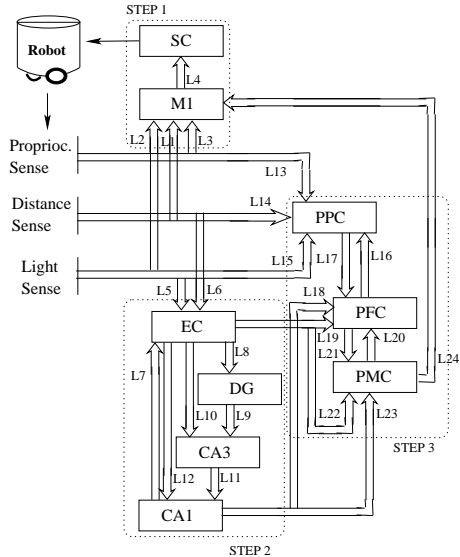 STEP 1
Robot
SC
L4
M1
L2
L1
L3
Proprioc.
Sense
L13
Distance
Sense
L14
PPC
Light
Sense
L15
L17
L16
L5
L6
L18
EC
PFC
L19
L7
L8
L21
L20
L24
DG
PMC
L10
L9
L22
L23
CA3
STEP 3
L12
L11
CA1
STEP 2